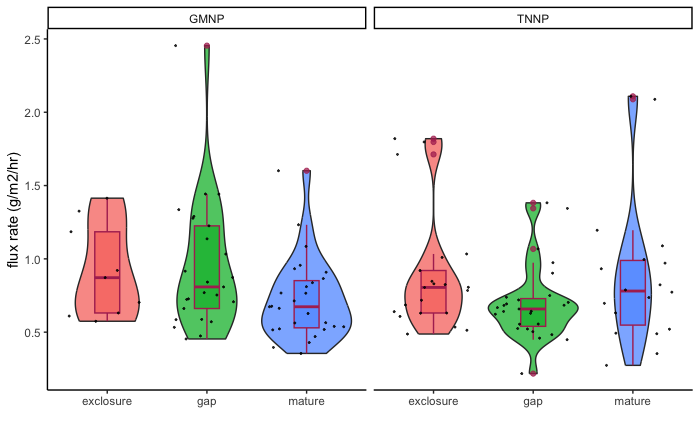 GMNP
TNNP
flux rate (g/m2/hr)
2.5
2.0
1.5
1.0
0.5
exclosure
gap
mature
exclosure
gap
mature